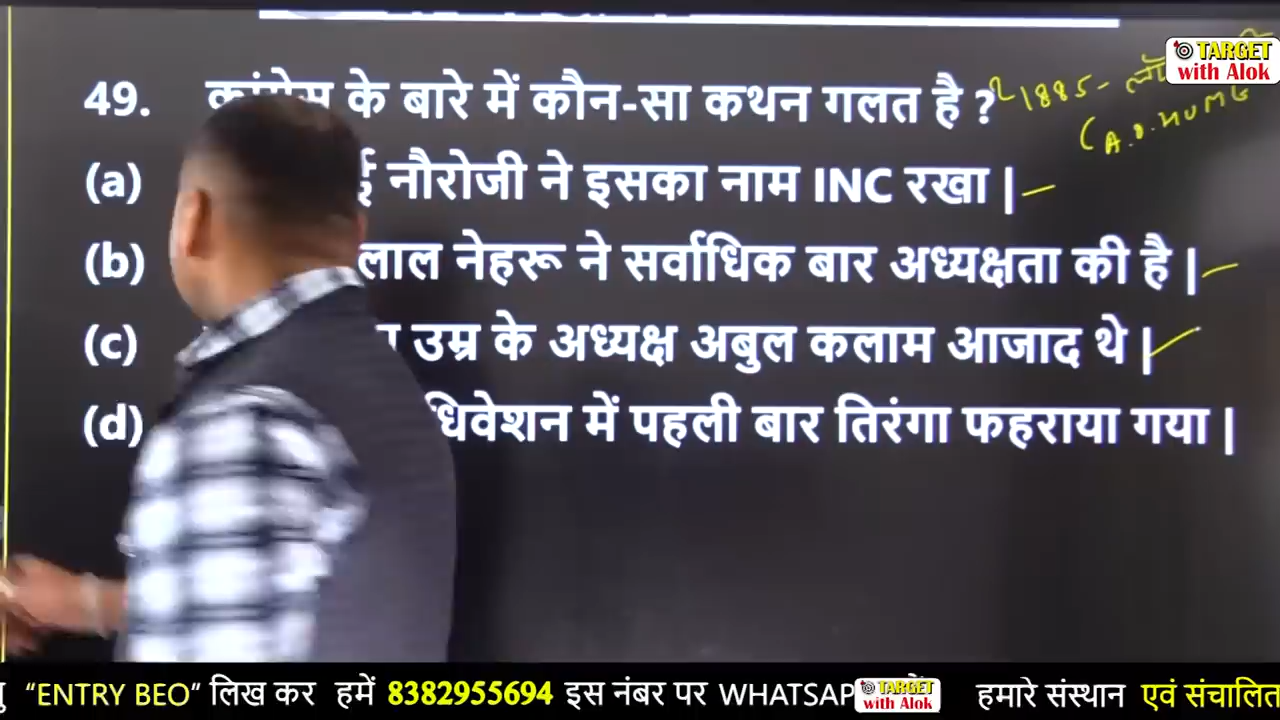 TARGET
with Alok
49. कांग्रेस के बारे में कौन-सा कथन गलत है ?
1885-
(A.O. HUME
(a) नौरोजी ने इसका नाम INC रखा |
(b) लाल नेहरू ने सर्वाधिक बार अध्यक्षता की है |
(c) उम्र के अध्यक्ष अबुल कलाम आजाद थे |
(d) धिवेशन में पहली बार तिरंगा फहराया गया |
“ENTRY BEO” लिख कर हमें 8382955694 इस नंबर पर WHATSAP TARGET with Alok हमारे संस्थान एवं संचालित